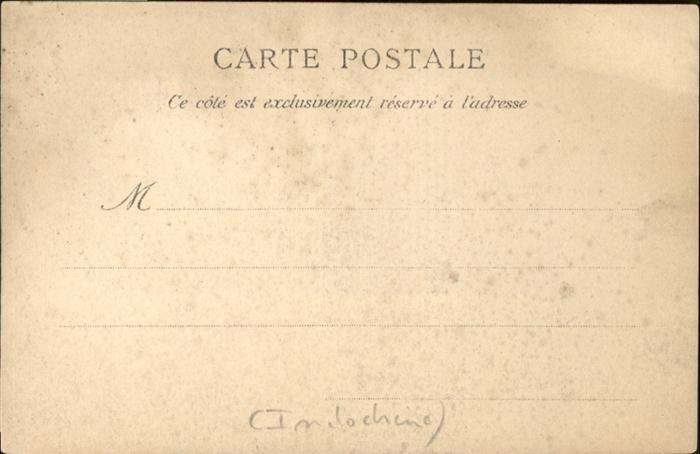 CARTE POSTALE
Ce côté est exclusivement réservé à l'adresse
M
(Indochine)